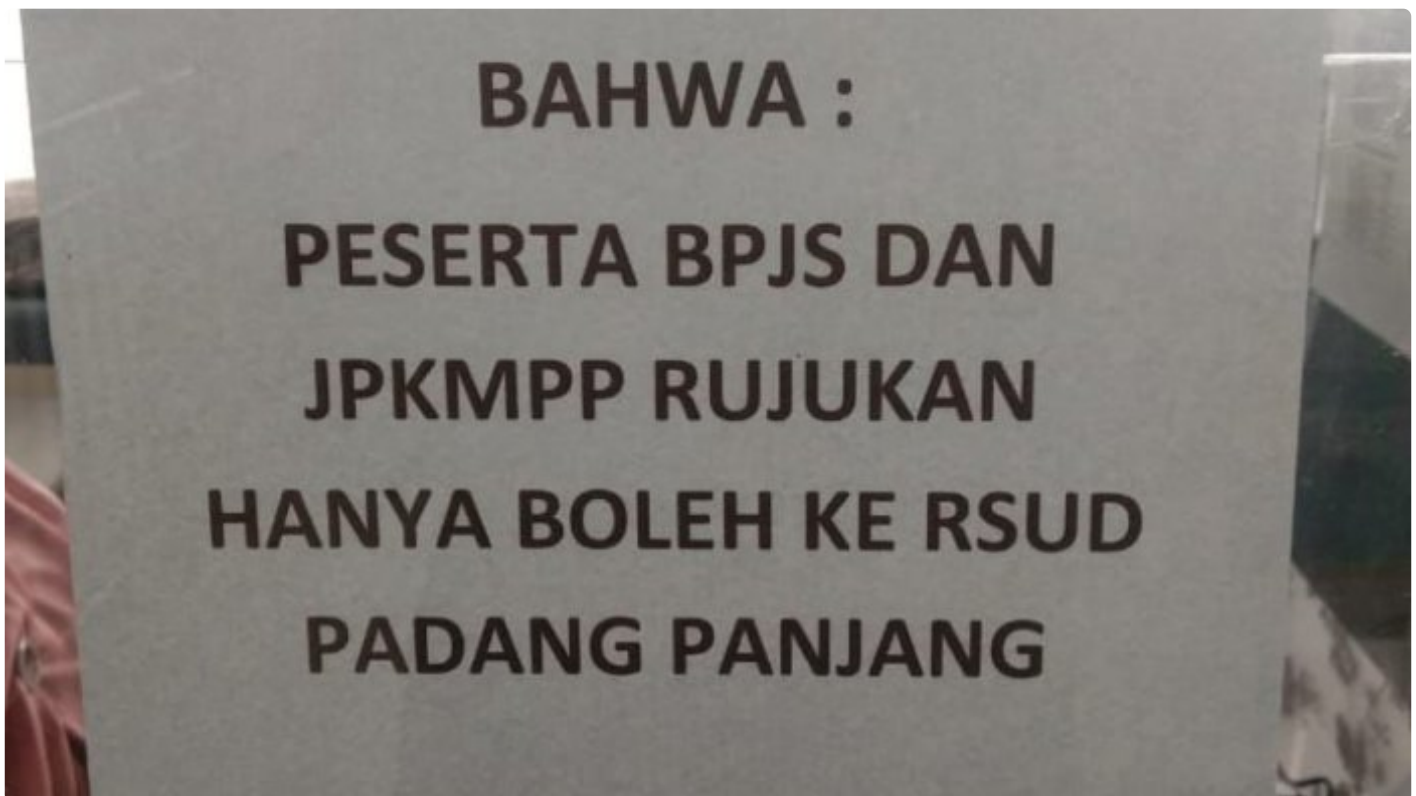 BAHWA :
PESERTA BPJS DAN
JPKMPP RUJUKAN
HANYA BOLEH KE RSUD
PADANG PANJANG